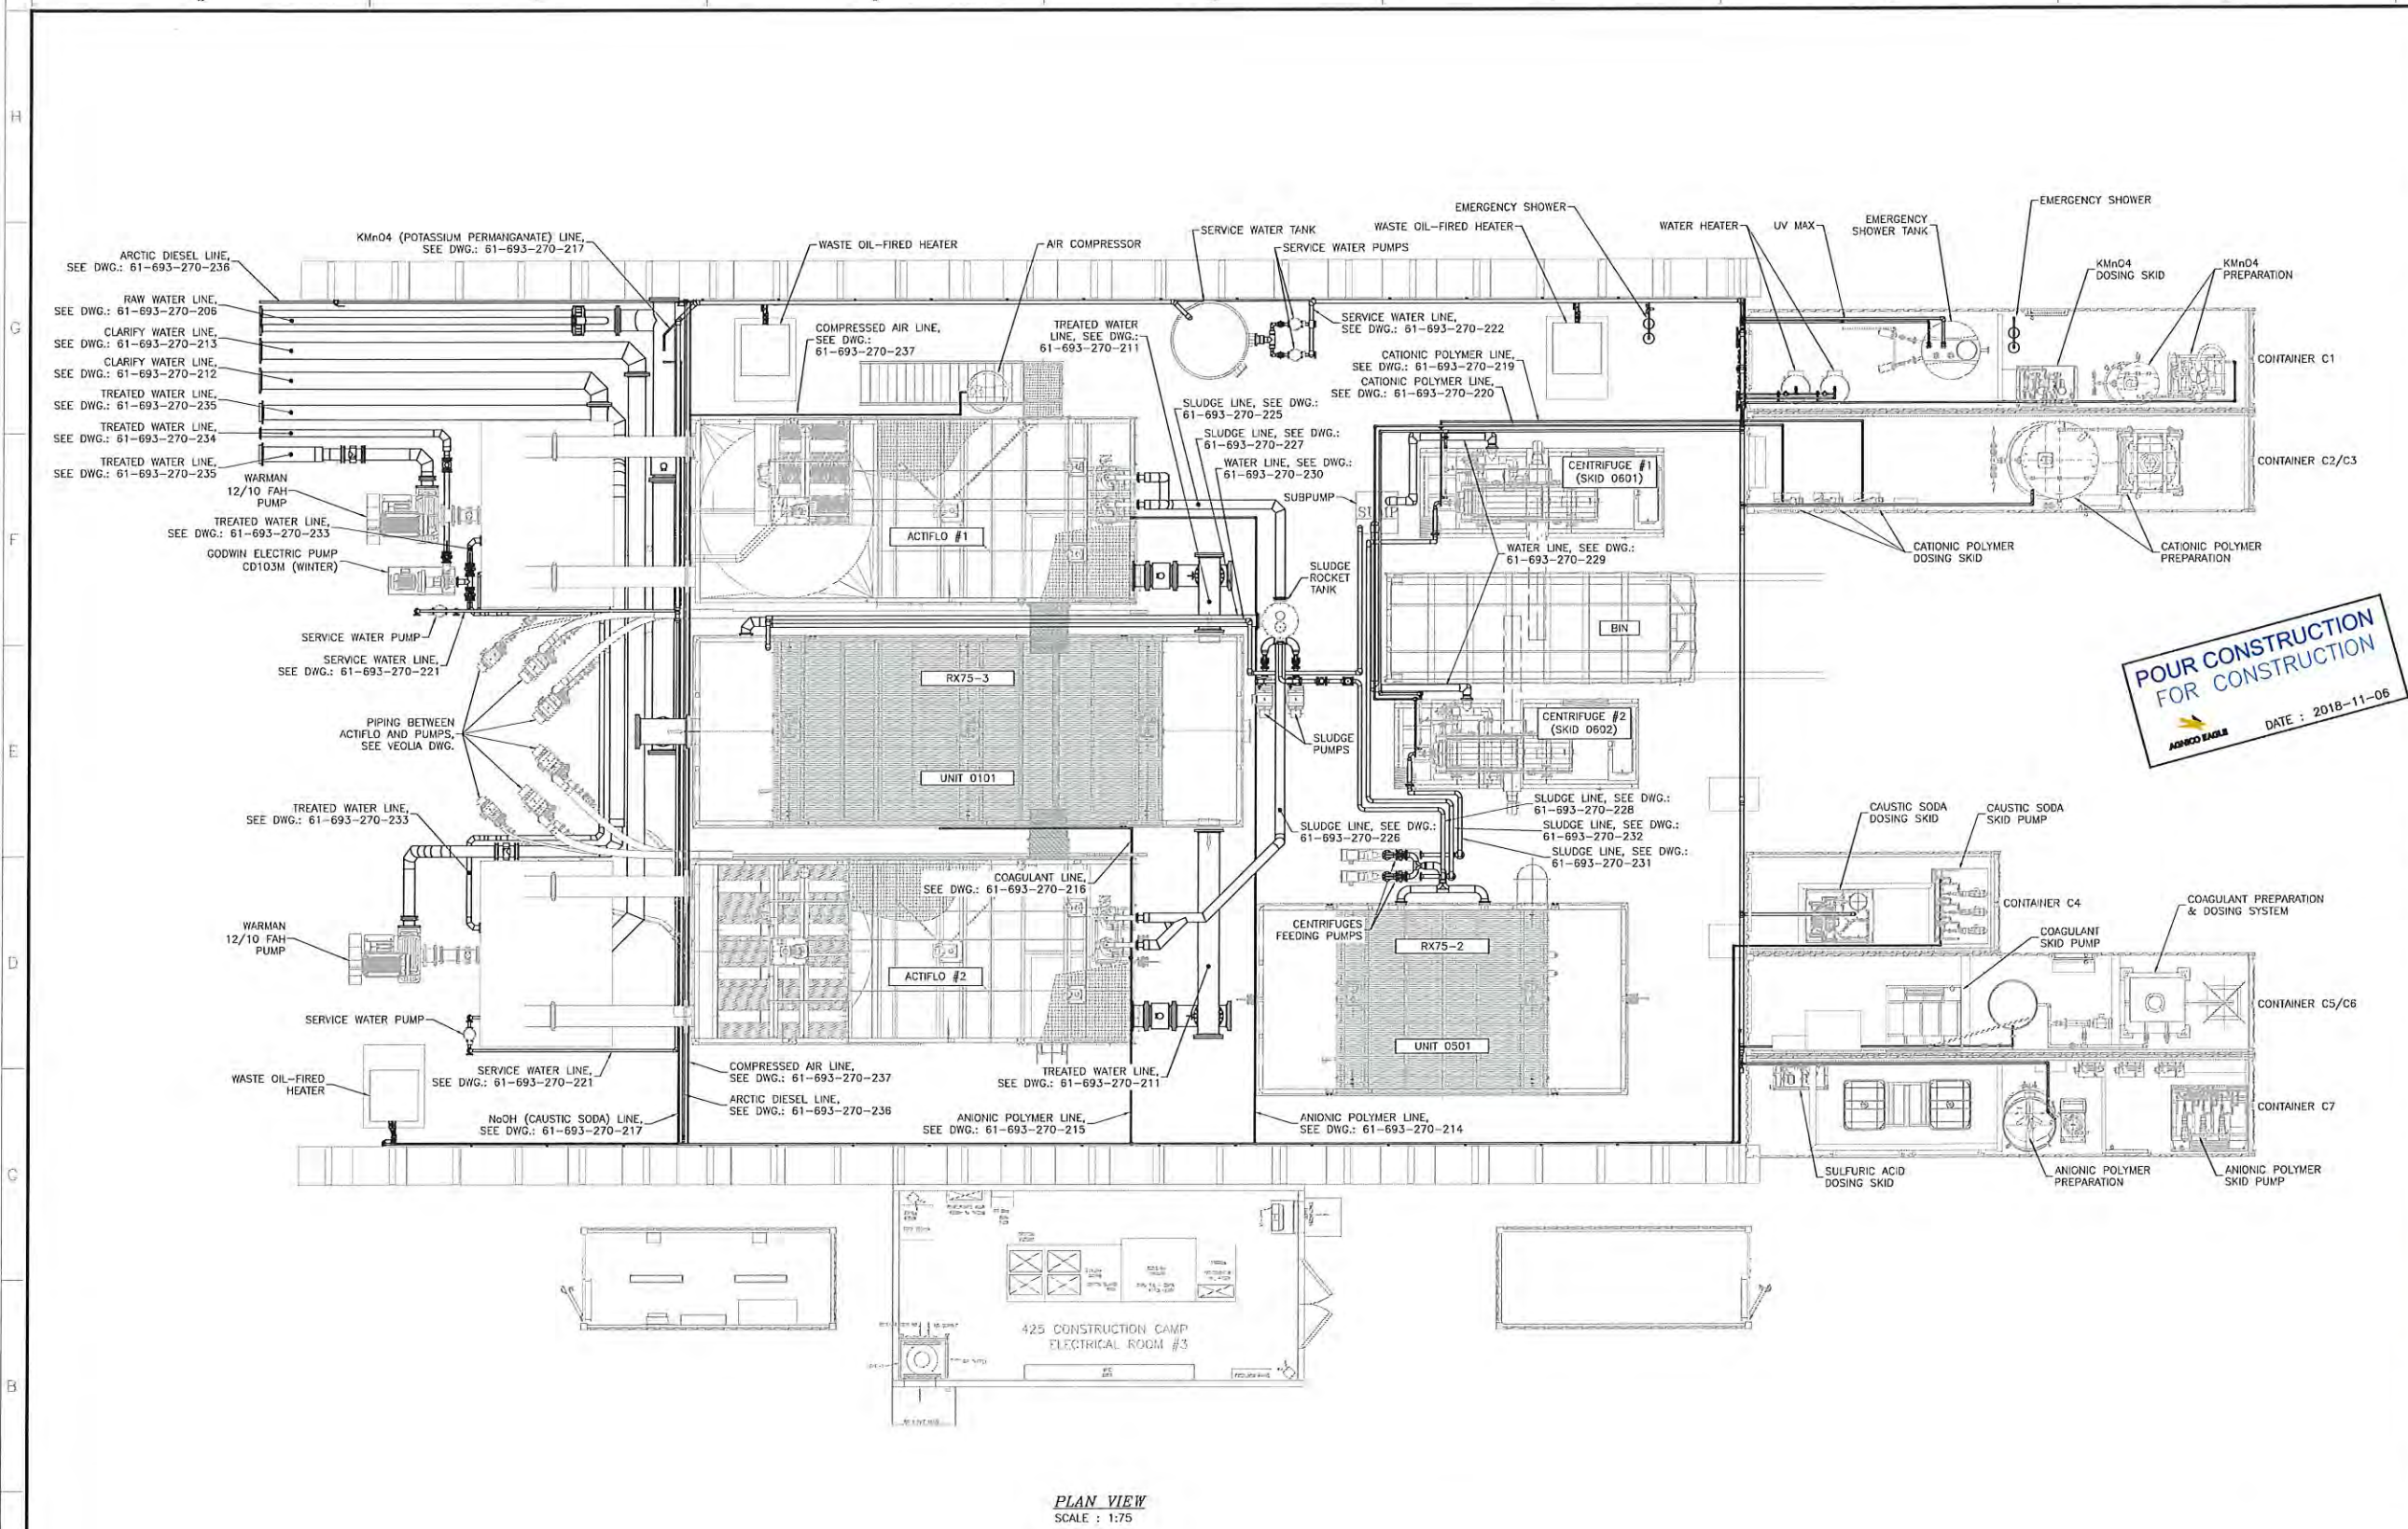 H
G
F
E
D
C
B
ARCTIC DIESEL LINE,
SEE DWG.: 61-693-270-236
RAW WATER LINE,
SEE DWG.: 61-693-270-206
CLARIFY WATER LINE,
SEE DWG.: 61-693-270-213
CLARIFY WATER LINE,
SEE DWG.: 61-693-270-212
TREATED WATER LINE,
SEE DWG.: 61-693-270-235
TREATED WATER LINE,
SEE DWG.: 61-693-270-234
TREATED WATER LINE,
SEE DWG.: 61-693-270-235
WARMAN
12/10 FAH
PUMP
TREATED WATER LINE,
SEE DWG.: 61-693-270-233
GODWIN ELECTRIC PUMP
CD103M (WINTER)
SERVICE WATER PUMP
SERVICE WATER LINE,
SEE DWG.: 61-693-270-221
PIPING BETWEEN
ACTIFLO AND PUMPS,
SEE VEOLIA DWG.
TREATED WATER LINE,
SEE DWG.: 61-693-270-233
WARMAN
12/10 FAH
PUMP
SERVICE WATER PUMP
WASTE OIL-FIRED
HEATER
SERVICE WATER LINE,
SEE DWG.: 61-693-270-221
NaOH (CAUSTIC SODA) LINE,
SEE DWG.: 61-693-270-217
KMnO4 (POTASSIUM PERMANGANATE) LINE,
SEE DWG.: 61-693-270-217
WASTE OIL-FIRED HEATER
AIR COMPRESSOR
COMPRESSED AIR LINE,
SEE DWG.:
61-693-270-237
TREATED WATER
LINE, SEE DWG.:
61-693-270-211
SERVICE WATER TANK
SERVICE WATER PUMPS
SERVICE WATER LINE,
SEE DWG.: 61-693-270-222
EMERGENCY SHOWER
WASTE OIL-FIRED HEATER
CATIONIC POLYMER LINE,
SEE DWG.: 61-693-270-219
CATIONIC POLYMER LINE,
SEE DWG.: 61-693-270-220
SLUDGE LINE, SEE DWG.:
61-693-270-225
SLUDGE LINE, SEE DWG.:
61-693-270-227
WATER LINE, SEE DWG.:
61-693-270-230
SUBPUMP
CENTRIFUGE #1
(SKID 0601)
ACTIFLO #1
WATER LINE, SEE DWG.:
61-693-270-229
SLUDGE
ROCKET
TANK
BIN
RX75-3
UNIT 0101
CENTRIFUGE #2
(SKID 0602)
SLUDGE
PUMPS
SLUDGE LINE, SEE DWG.:
61-693-270-228
SLUDGE LINE, SEE DWG.:
61-693-270-232
SLUDGE LINE, SEE DWG.:
61-693-270-231
SLUDGE LINE, SEE DWG.:
61-693-270-226
COAGULANT LINE,
SEE DWG.: 61-693-270-216
CENTRIFUGES
FEEDING PUMPS
RX75-2
UNIT 0501
ACTIFLO #2
COMPRESSED AIR LINE,
SEE DWG.: 61-693-270-237
ARCTIC DIESEL LINE,
SEE DWG.: 61-693-270-236
TREATED WATER LINE,
SEE DWG.: 61-693-270-211
ANIONIC POLYMER LINE,
SEE DWG.: 61-693-270-215
ANIONIC POLYMER LINE,
SEE DWG.: 61-693-270-214
WATER HEATER
UV MAX
EMERGENCY
SHOWER TANK
EMERGENCY SHOWER
KMnO4
DOSING SKID
KMnO4
PREPARATION
CONTAINER C1
CONTAINER C2/C3
CATIONIC POLYMER
DOSING SKID
CATIONIC POLYMER
PREPARATION
POUR CONSTRUCTION
FOR CONSTRUCTION
AGNICO EAGLE
DATE : 2018-11-06
CAUSTIC SODA
DOSING SKID
CAUSTIC SODA
SKID PUMP
CONTAINER C4
COAGULANT PREPARATION
& DOSING SYSTEM
COAGULANT
SKID PUMP
CONTAINER C5/C6
CONTAINER C7
SULFURIC ACID
DOSING SKID
ANIONIC POLYMER
PREPARATION
ANIONIC POLYMER
SKID PUMP
425 CONSTRUCTION CAMP
ELECTRICAL ROOM #3
PLAN VIEW
SCALE : 1:75